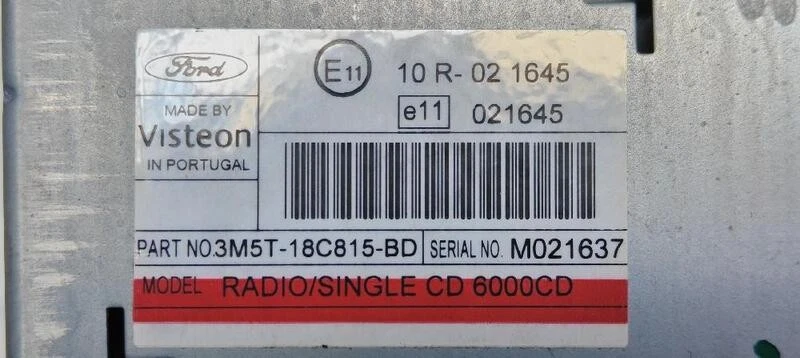 Ford
MADE BY
Visteon
IN PORTUGAL
E11 10 R- 02 1645
e11 021645
PART NO.3M5T-18C815-BD SERIAL NO. M021637
MODEL RADIO/SINGLE CD 6000CD